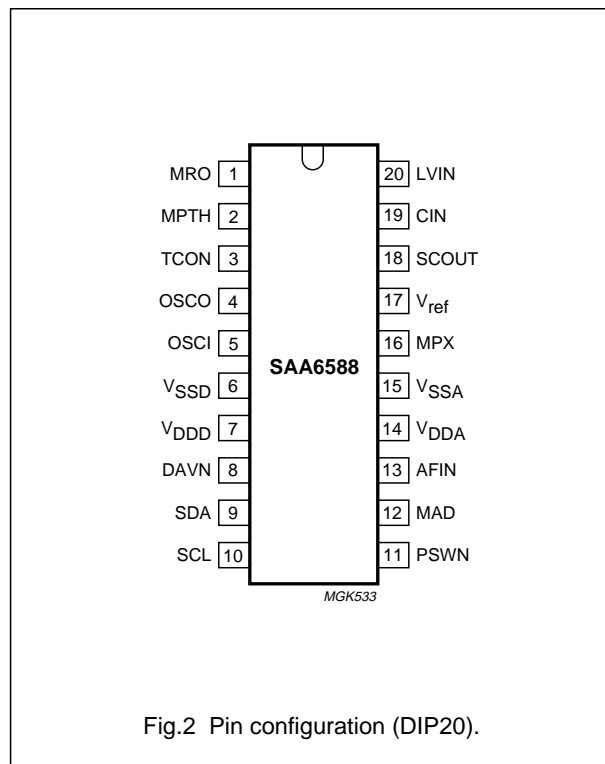 MRO 1 20 LVIN
MPTH 2 19 CIN
TCON 3 18 SCOUT
OSCO 4 17 Vref
OSCI 5 16 MPX
SAA6588
VSSD 6 15 VSSA
VDDD 7 14 VDDA
DAVN 8 13 AFIN
SDA 9 12 MAD
SCL 10 11 PSWN
MGK533
Fig.2 Pin configuration (DIP20).